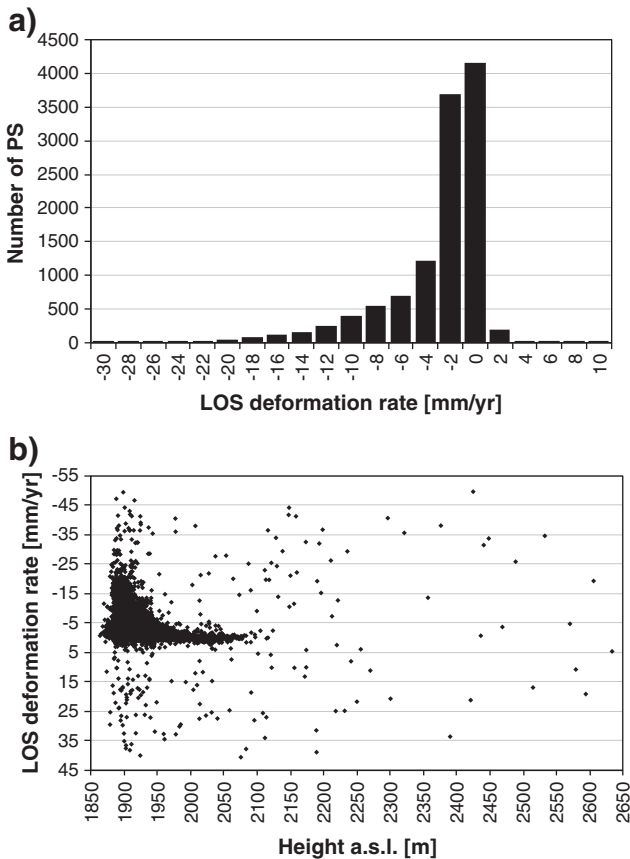 a)
4500
4000
3500
3000
2500
2000
1500
1000
500
0
Number of PS
-30 -28 -26 -24 -22 -20 -18 -16 -14 -12 -10 -8 -6 -4 -2 0 2 4 6 8 10
LOS deformation rate [mm/yr]
b)
-55
-45
-35
-25
-15
-5
5
15
25
35
45
LOS deformation rate [mm/yr]
1850 1900 1950 2000 2050 2100 2150 2200 2250 2300 2350 2400 2450 2500 2550 2600 2650
Height a.s.l. [m]